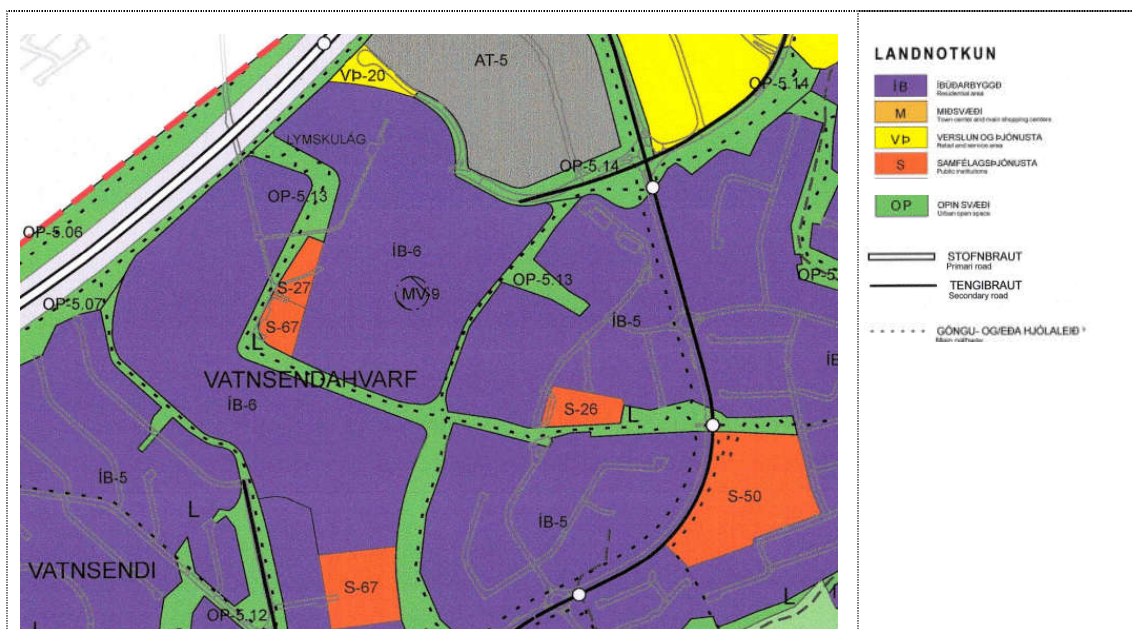 VÞ-20
AT-5
OP-5.14
LYMSKULÁG
OP-5.14
OP-5.13
OP-5.06
ÍB-6
OP-5.13
S-27
MV-9
OP-5.07
OP-5.
S-67
ÍB-5
L
VATNSENDAHVARF
ÍB-6
S-26
L
ÍB-5
S-50
L
ÍB-5
VATNSENDI
S-67
L
OP-5.12
L
LANDNOTKUN
ÍB ÍBÚÐARBYGGÐ
Residential area
M MIÐSVÆÐI
Town center and main shopping centers
VÞ VERSLUN OG ÞJÓNUSTA
Retail and service area
S SAMFÉLAGSÞJÓNUSTA
Public institutions
OP OPIN SVÆÐI
Urban open space
STOFNBRAUT
Primari road
TENGIBRAUT
Secondary road
GÖNGU- OG/EÐA HJÓLALEIÐ